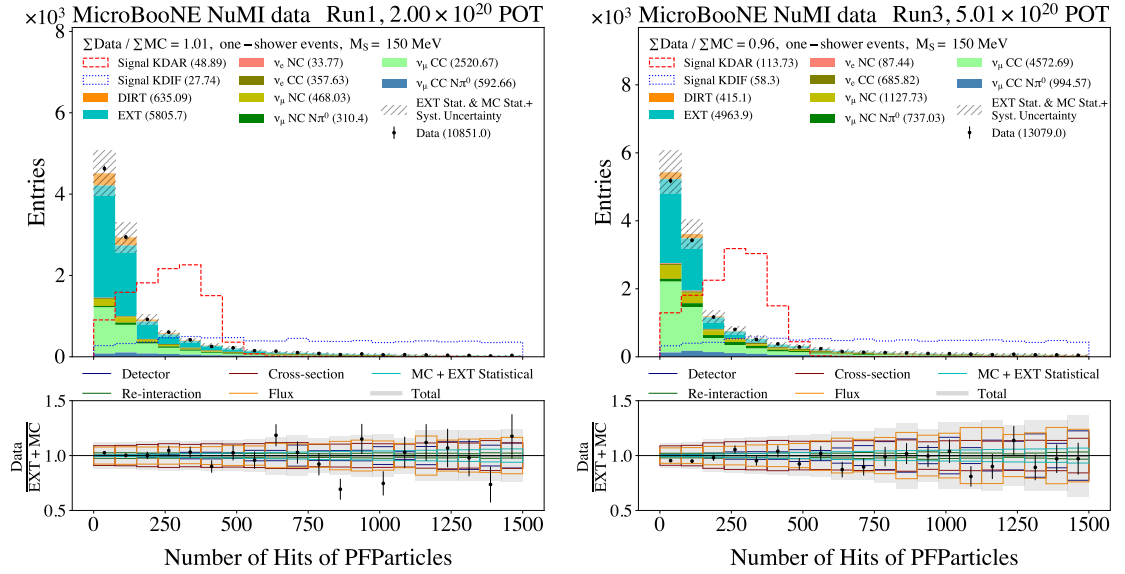 ×10³ MicroBooNE NuMI data Run1, 2.00 × 10²⁰ POT
∑Data / ∑MC = 1.01, one−shower events, M_S = 150 MeV
Signal KDAR (48.89)
Signal KDIF (27.74)
DIRT (635.09)
EXT (5805.7)
ν_e NC (33.77)
ν_e CC (357.63)
ν_μ NC (468.03)
ν_μ NC Nπ⁰ (310.4)
ν_μ CC (2520.67)
ν_μ CC Nπ⁰ (592.66)
EXT Stat. & MC Stat.+
Syst. Uncertainty
Data (10851.0)
8
6
4
2
0
Entries
Detector Cross-section MC + EXT Statistical
Re-interaction Flux Total
1.5
1.0
0.5
Data
EXT + MC
0 250 500 750 1000 1250 1500
Number of Hits of PFParticles
×10³ MicroBooNE NuMI data Run3, 5.01 × 10²⁰ POT
∑Data / ∑MC = 0.96, one−shower events, M_S = 150 MeV
Signal KDAR (113.73)
Signal KDIF (58.3)
DIRT (415.1)
EXT (4963.9)
ν_e NC (87.44)
ν_e CC (685.82)
ν_μ NC (1127.73)
ν_μ NC Nπ⁰ (737.03)
ν_μ CC (4572.69)
ν_μ CC Nπ⁰ (994.57)
EXT Stat. & MC Stat.+
Syst. Uncertainty
Data (13079.0)
8
6
4
2
0
Entries
Detector Cross-section MC + EXT Statistical
Re-interaction Flux Total
1.5
1.0
0.5
Data
EXT + MC
0 250 500 750 1000 1250 1500
Number of Hits of PFParticles